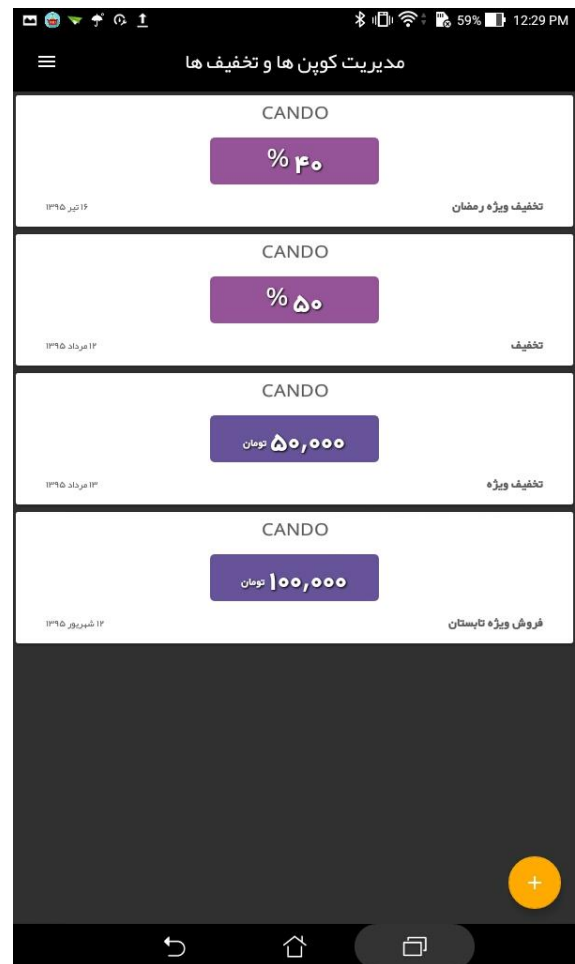 59% 12:29 PM
مدیریت کوپن ها و تخفیف ها
CANDO
% ۴۰
تخفیف ویژه رمضان
۱۶ تیر ۱۳۹۵
CANDO
% ۵۰
تخفیف
۱۲ مرداد ۱۳۹۵
CANDO
۵۰,۰۰۰ تومان
تخفیف ویژه
۱۳ مرداد ۱۳۹۵
CANDO
۱۰۰,۰۰۰ تومان
فروش ویژه تابستان
۱۲ شهریور ۱۳۹۵